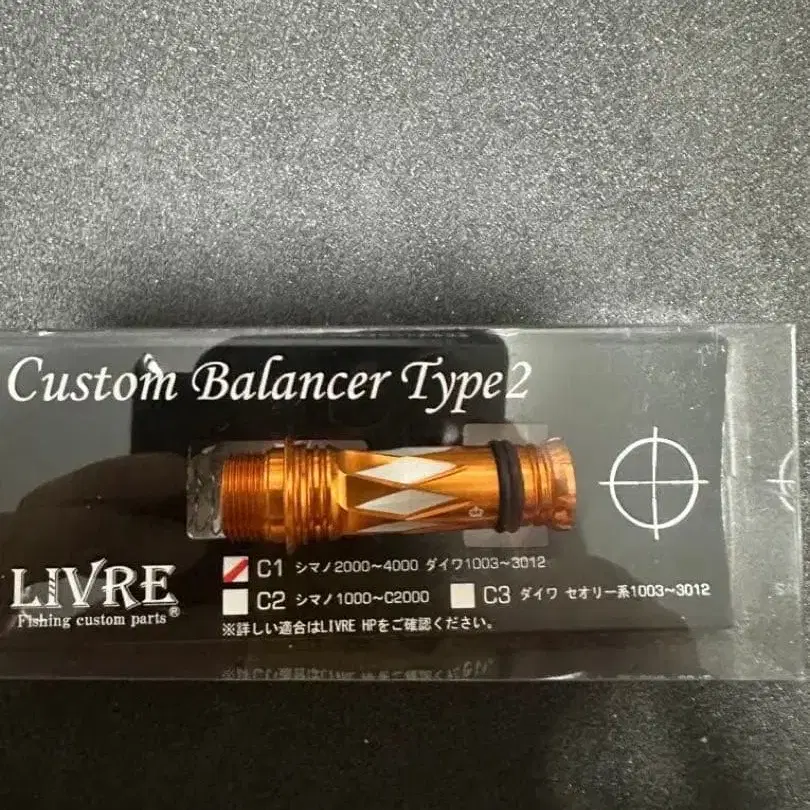 Custom Balancer Type2
C1 シマノ2000～4000 ダイワ1003～3012
LIVRE
C2 シマノ1000～C2000 C3 ダイワ セオリー系1003～3012
Fishing custom parts®
※詳しい適合はLIVRE HPをご確認ください。